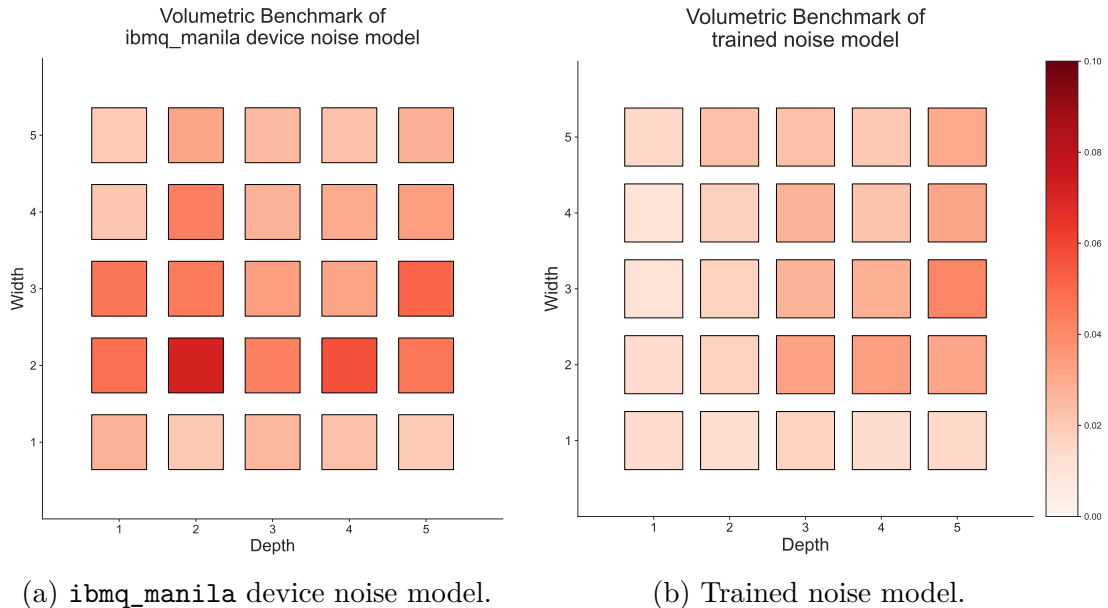 Volumetric Benchmark of
ibmq_manila device noise model
5
4
3
2
1
Width
1 2 3 4 5
Depth
(a) ibmq_manila device noise model.
Volumetric Benchmark of
trained noise model
5
4
3
2
1
Width
1 2 3 4 5
Depth
0.10
0.08
0.06
0.04
0.02
0.00
(b) Trained noise model.